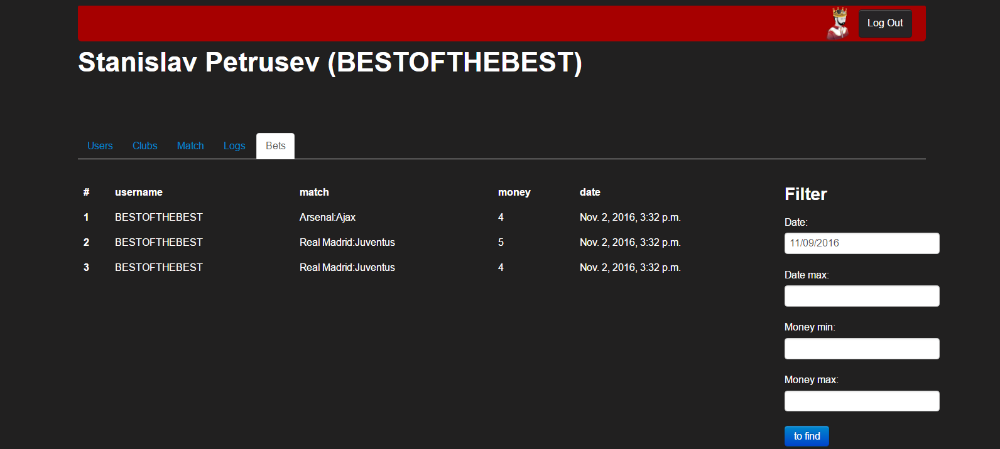 Log Out
Stanislav Petrusev (BESTOFTHEBEST)
Users Clubs Match Logs Bets
# username match money date
1 BESTOFTHEBEST Arsenal:Ajax 4 Nov. 2, 2016, 3:32 p.m.
2 BESTOFTHEBEST Real Madrid:Juventus 5 Nov. 2, 2016, 3:32 p.m.
3 BESTOFTHEBEST Real Madrid:Juventus 4 Nov. 2, 2016, 3:32 p.m.
Filter
Date:
11/09/2016
Date max:
Money min:
Money max:
to find